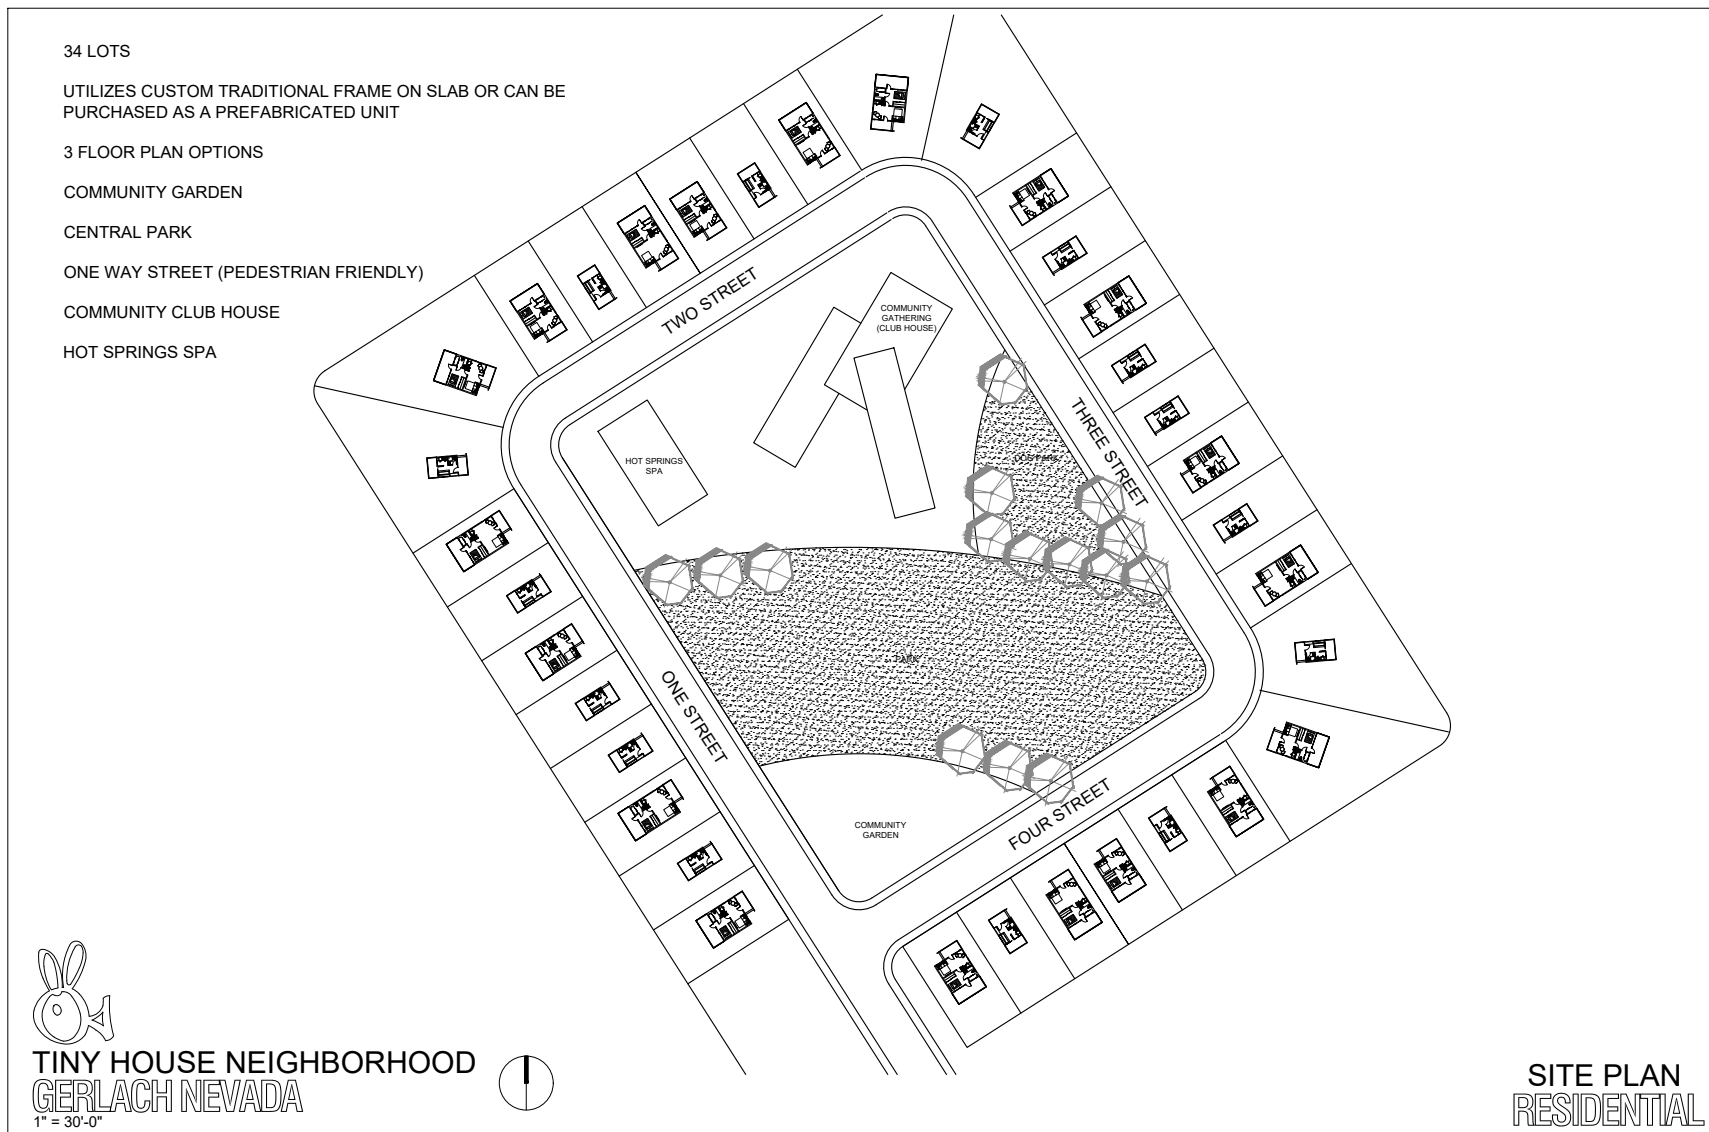 34 LOTS
UTILIZES CUSTOM TRADITIONAL FRAME ON SLAB OR CAN BE
PURCHASED AS A PREFABRICATED UNIT
3 FLOOR PLAN OPTIONS
COMMUNITY GARDEN
CENTRAL PARK
ONE WAY STREET (PEDESTRIAN FRIENDLY)
COMMUNITY CLUB HOUSE
HOT SPRINGS SPA
TWO STREET
COMMUNITY
GATHERING
(CLUB HOUSE)
THREE STREET
HOT SPRINGS
SPA
DOG PARK
PARK
ONE STREET
FOUR STREET
COMMUNITY
GARDEN
TINY HOUSE NEIGHBORHOOD
GERLACH NEVADA
1" = 30'-0"
SITE PLAN
RESIDENTIAL